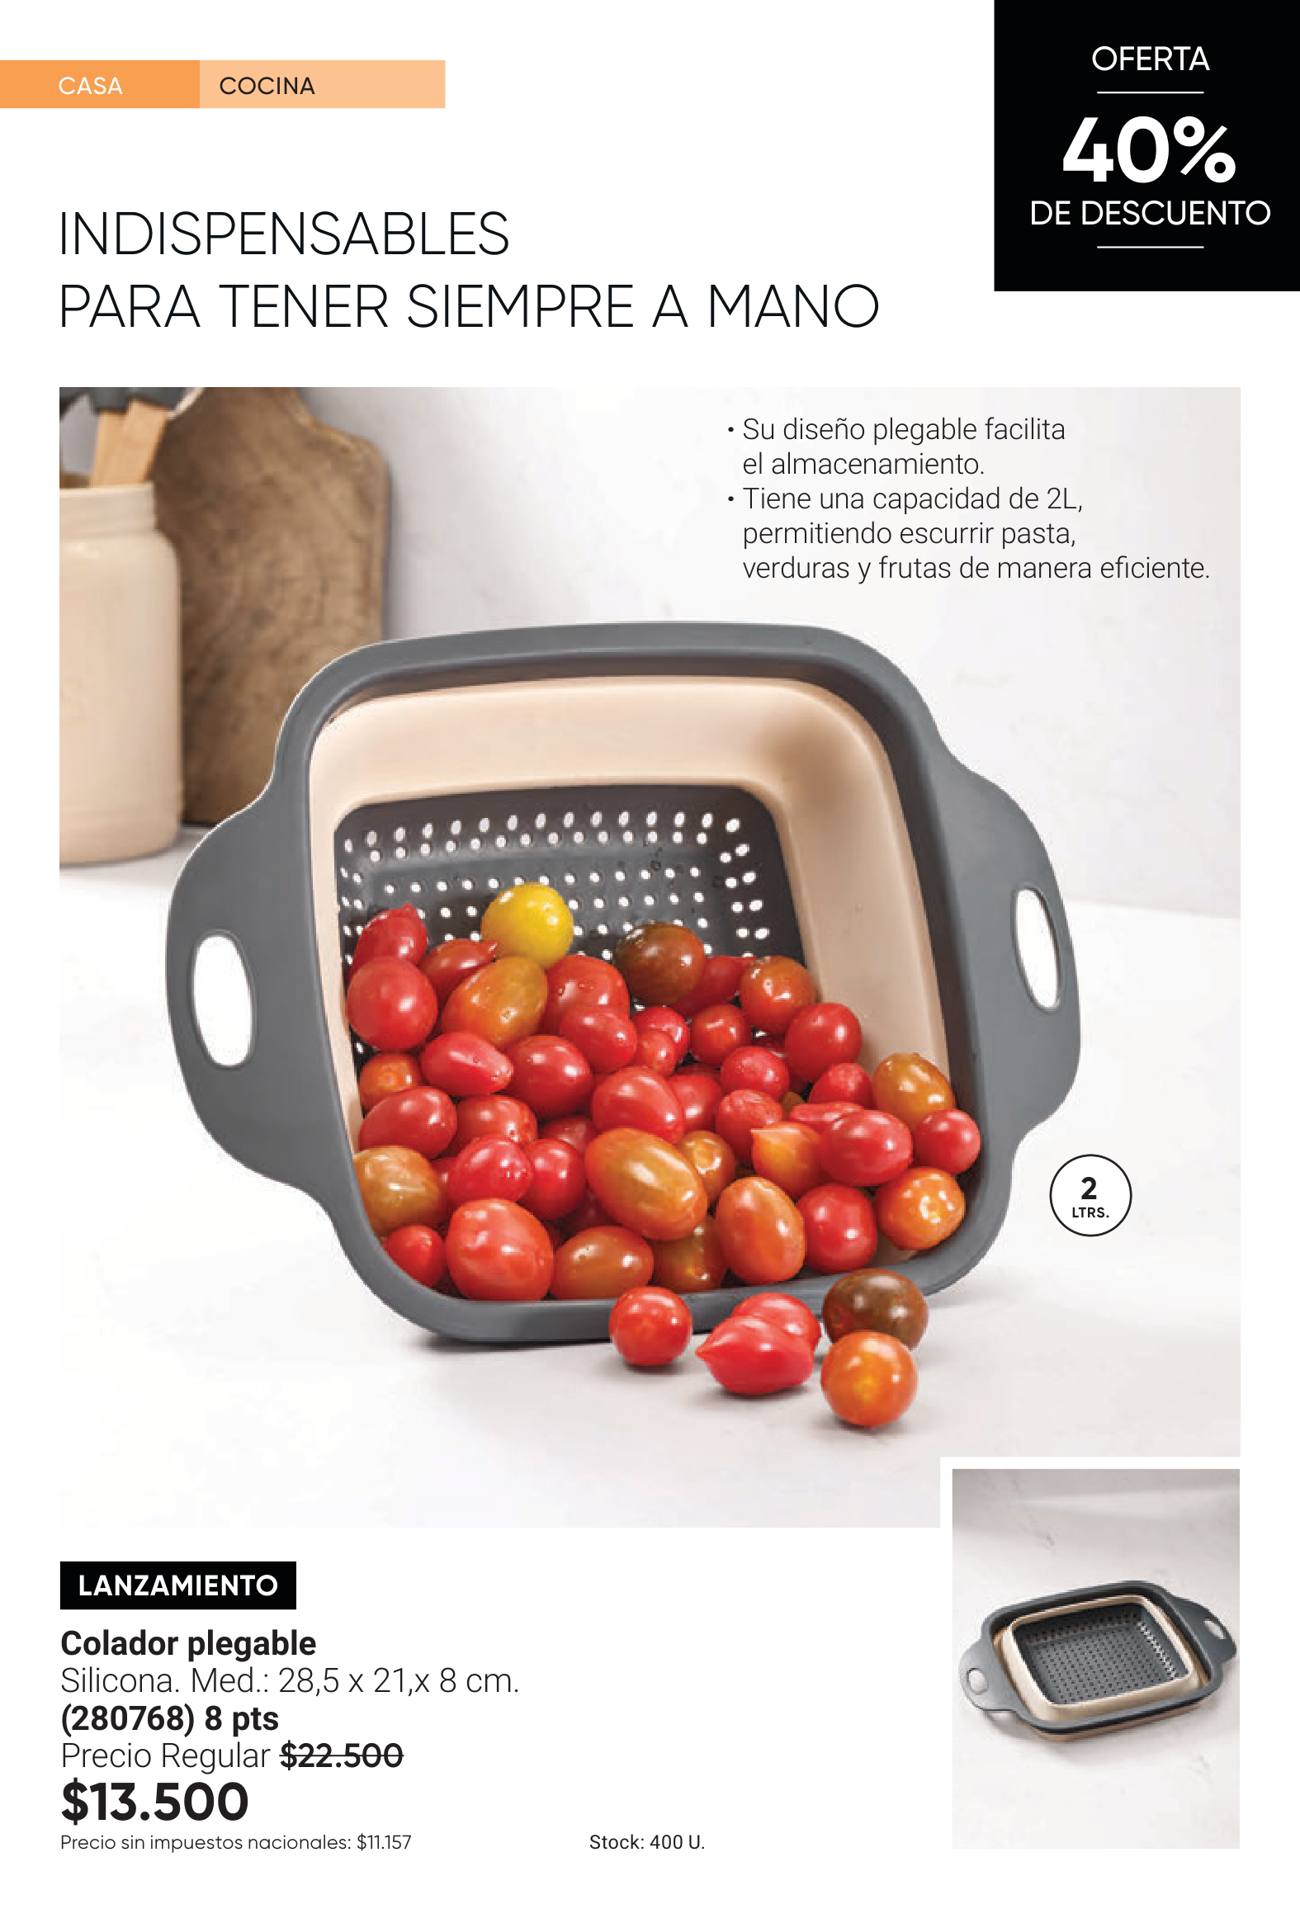 CASA
COCINA
OFERTA
40%
DE DESCUENTO
INDISPENSABLES
PARA TENER SIEMPRE A MANO
• Su diseño plegable facilita
el almacenamiento.
• Tiene una capacidad de 2L,
permitiendo escurrir pasta,
verduras y frutas de manera eficiente.
2
LTRS.
LANZAMIENTO
Colador plegable
Silicona. Med.: 28,5 x 21,x 8 cm.
(280768) 8 pts
Precio Regular $22.500
$13.500
Precio sin impuestos nacionales: $11.157
Stock: 400 U.